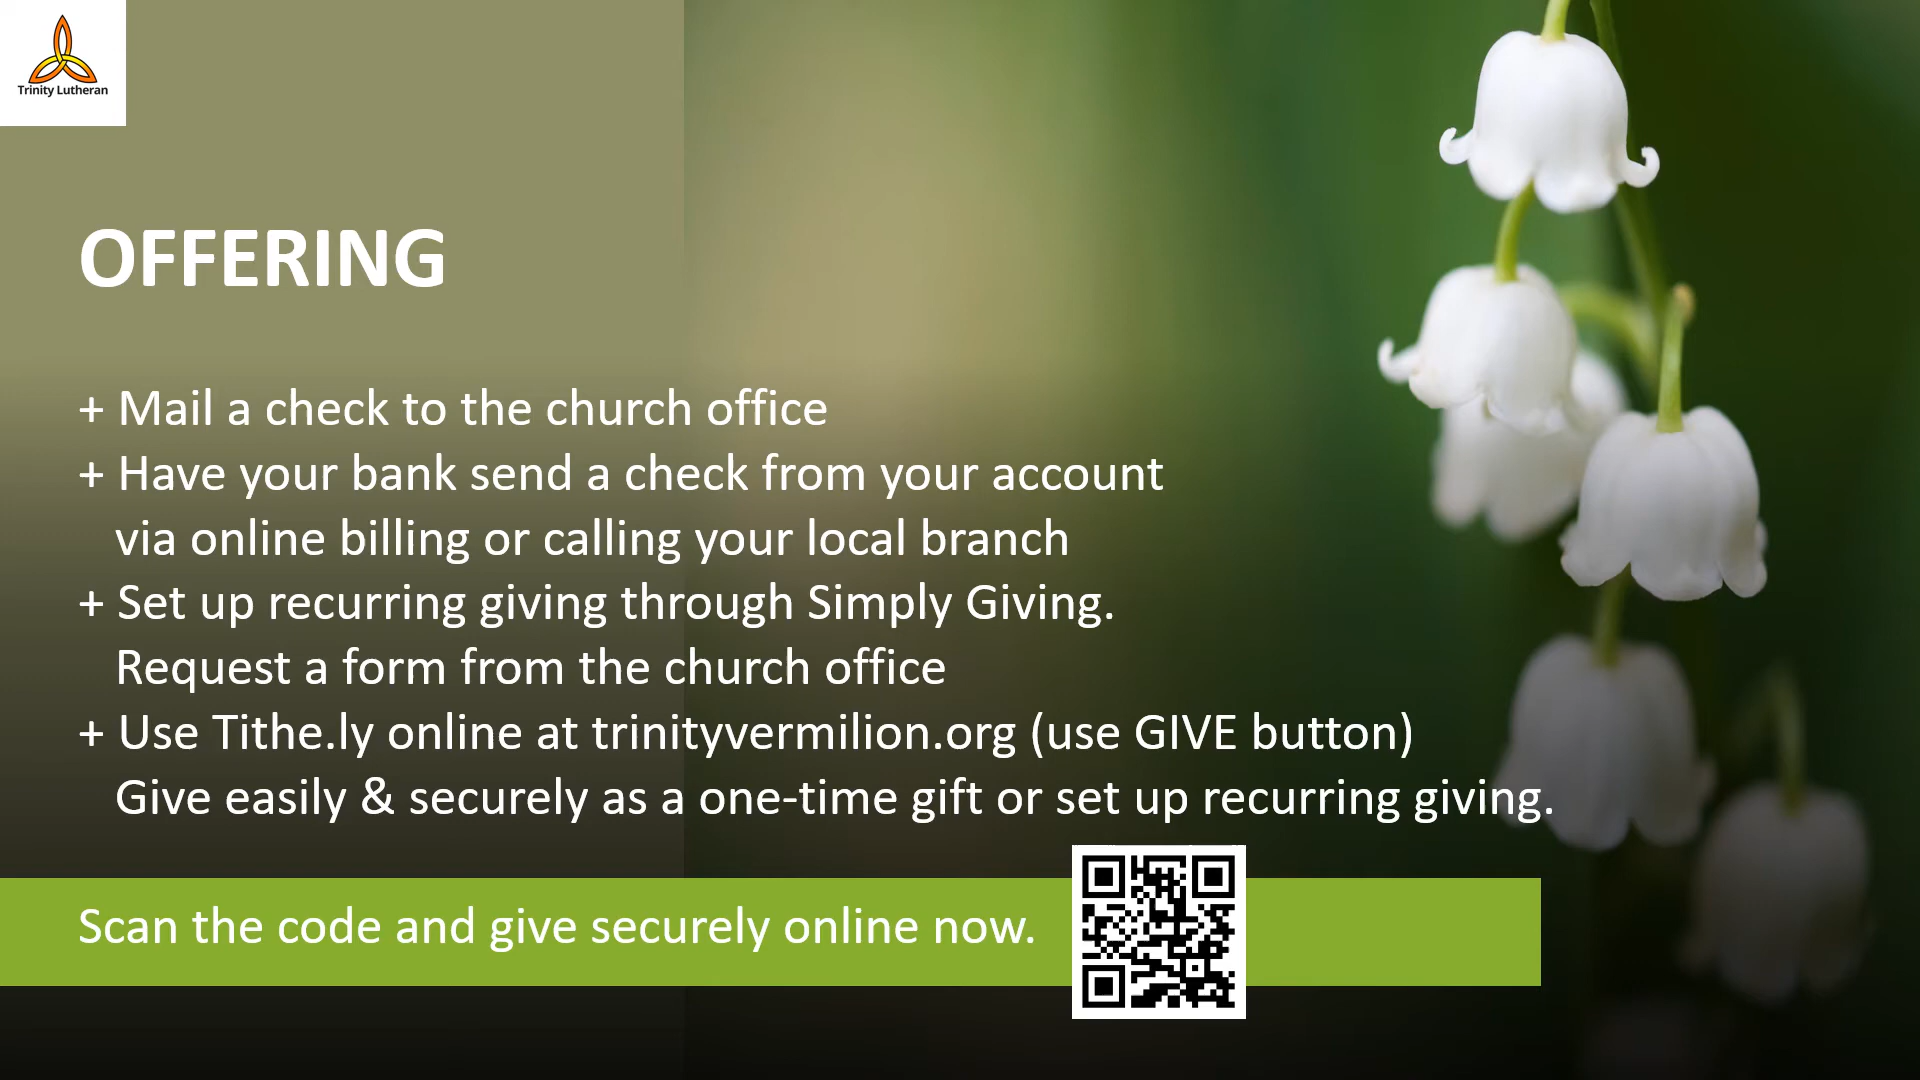 Trinity Lutheran
OFFERING
+ Mail a check to the church office
+ Have your bank send a check from your account
via online billing or calling your local branch
+ Set up recurring giving through Simply Giving.
Request a form from the church office
+ Use Tithe.ly online at trinityvermilion.org (use GIVE button)
Give easily & securely as a one-time gift or set up recurring giving.
Scan the code and give securely online now.